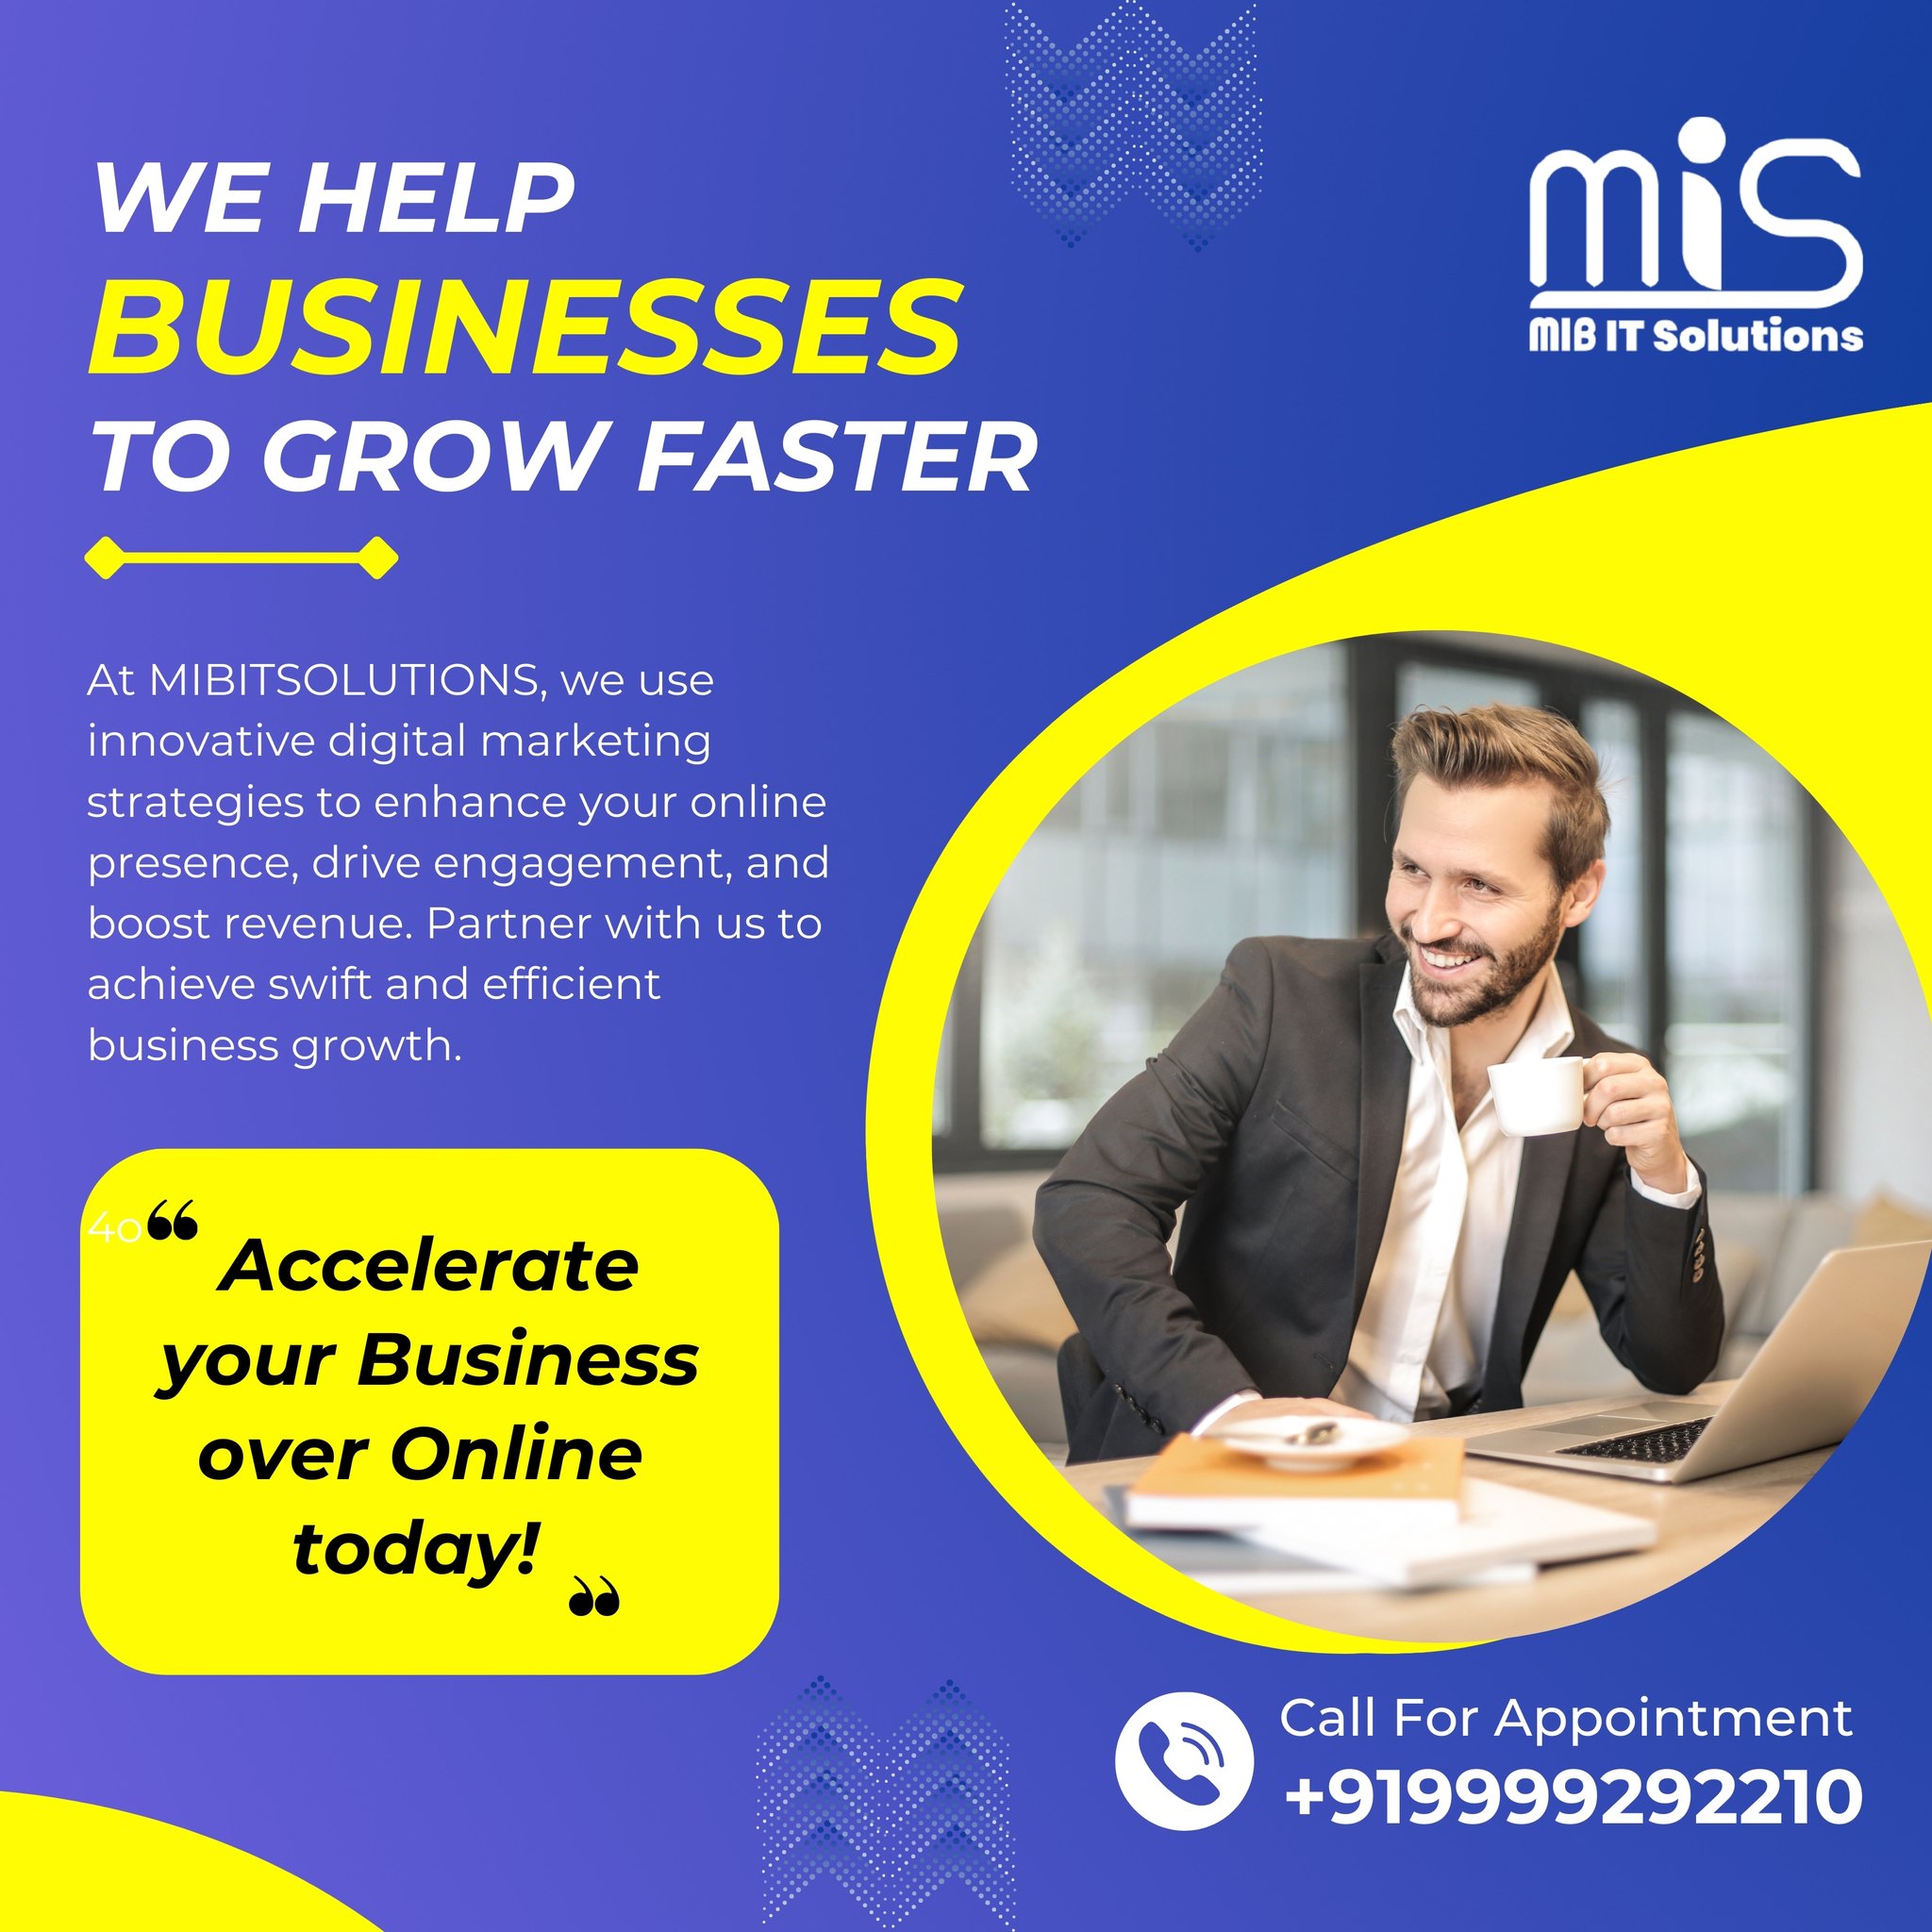 WE HELP
BUSINESSES
TO GROW FASTER
mis
MIB IT Solutions
At MIBITSOLUTIONS, we use
innovative digital marketing
strategies to enhance your online
presence, drive engagement, and
boost revenue. Partner with us to
achieve swift and efficient
business growth.
4o
“ Accelerate
your Business
over Online
today! ”
Call For Appointment
+919999292210